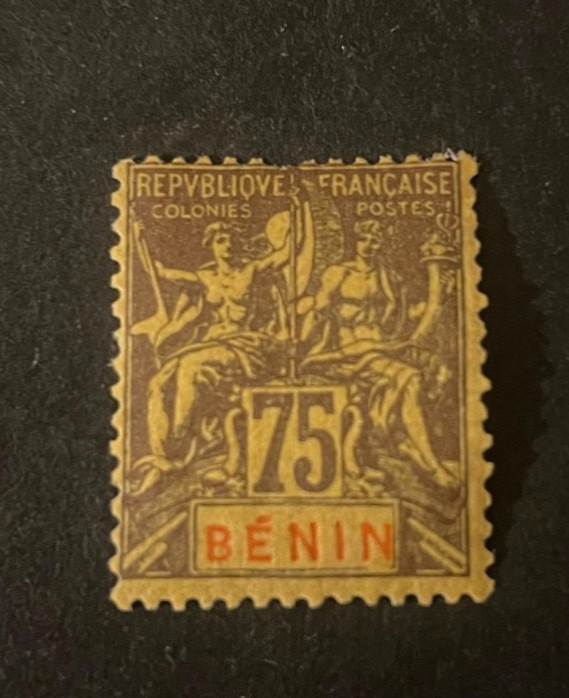 REPVBLIQVE FRANÇAISE
COLONIES POSTES
75
BÉNIN